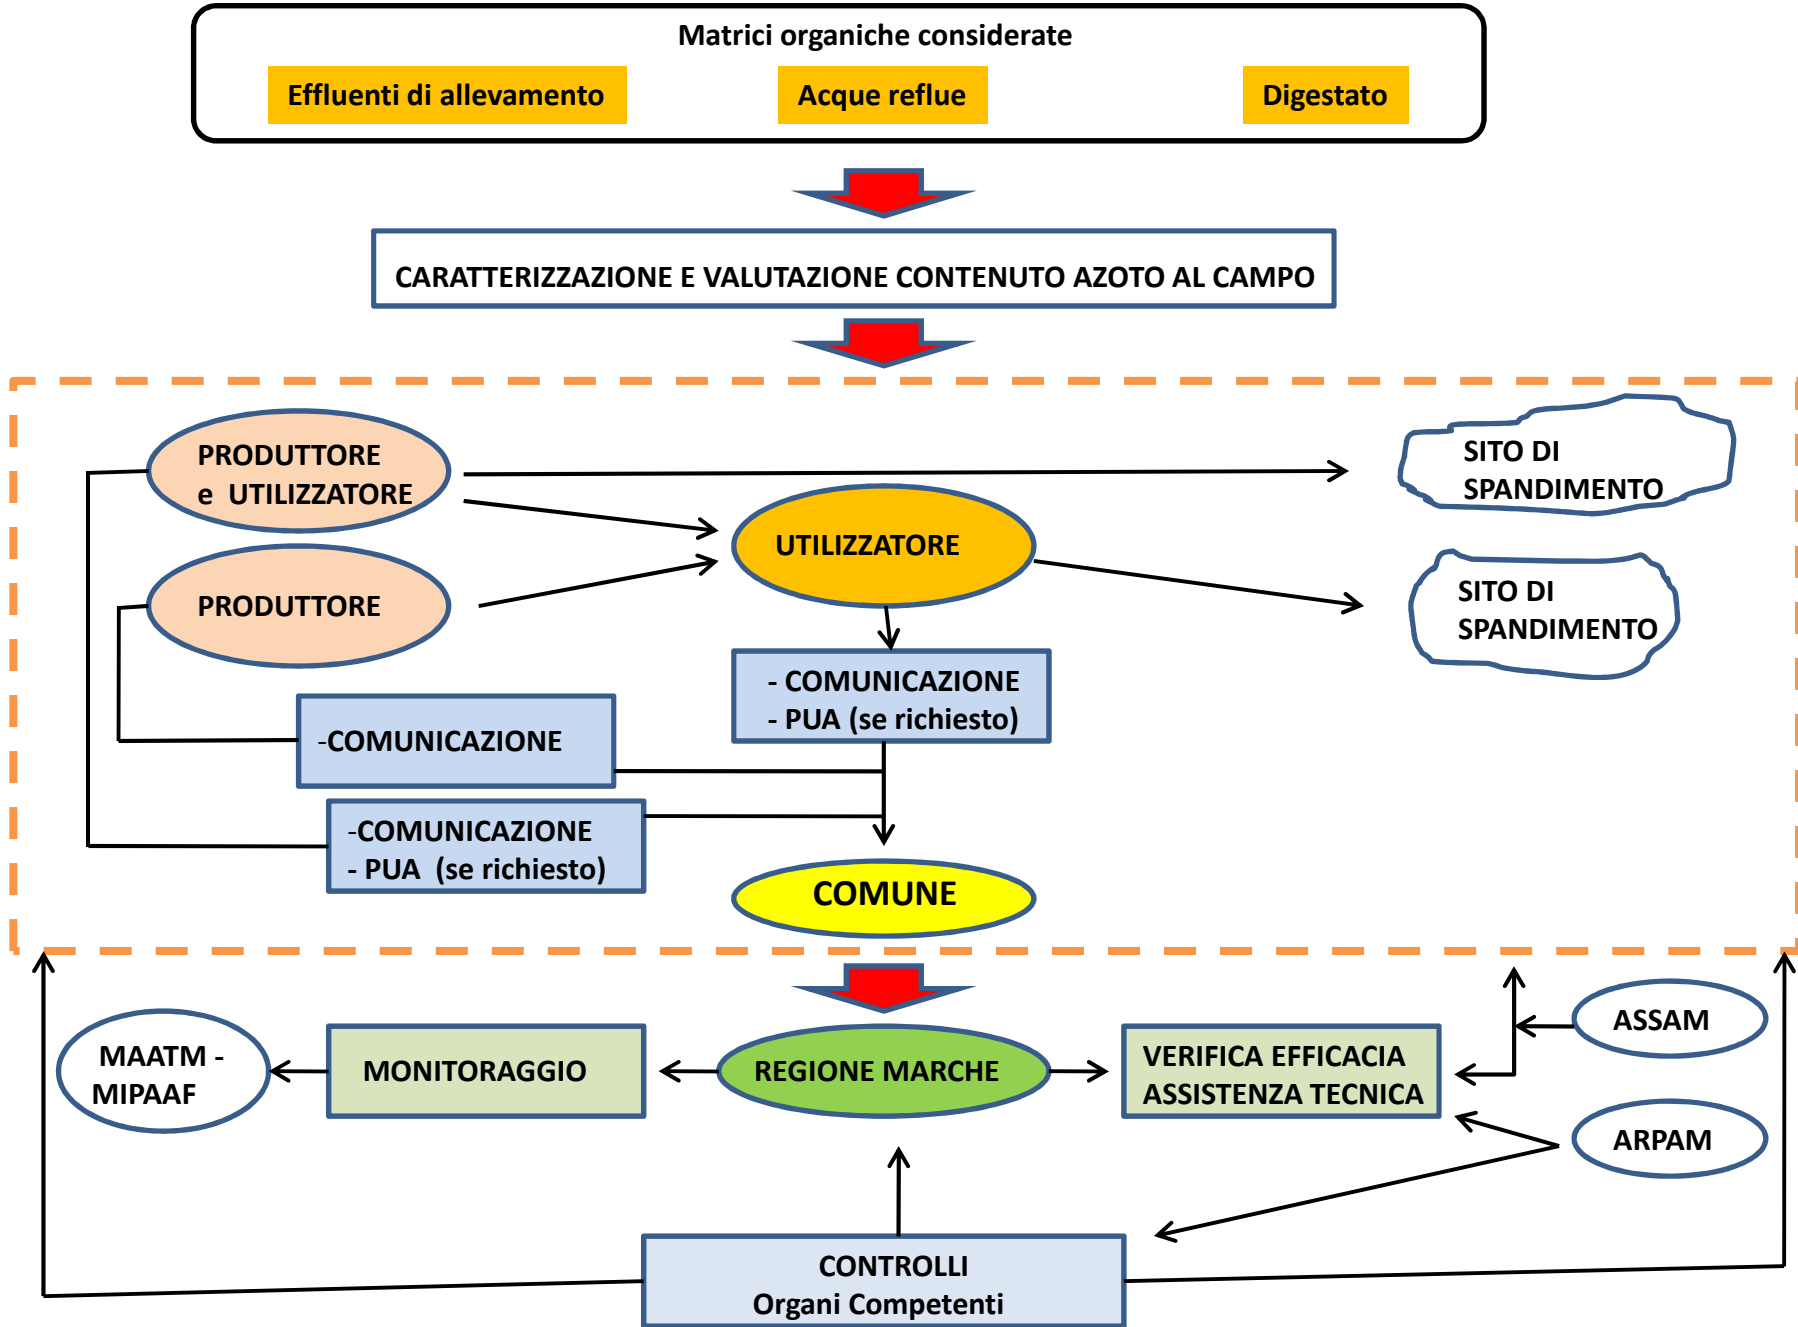 Matrici organiche considerate
Effluenti di allevamento
Acque reflue
Digestato
CARATTERIZZAZIONE E VALUTAZIONE CONTENUTO AZOTO AL CAMPO
PRODUTTORE
e UTILIZZATORE
SITO DI
SPANDIMENTO
UTILIZZATORE
PRODUTTORE
SITO DI
SPANDIMENTO
- COMUNICAZIONE
- PUA (se richiesto)
-COMUNICAZIONE
-COMUNICAZIONE
- PUA (se richiesto)
COMUNE
MAATM -
MIPAAF
MONITORAGGIO
REGIONE MARCHE
VERIFICA EFFICACIA
ASSISTENZA TECNICA
ASSAM
ARPAM
CONTROLLI
Organi Competenti